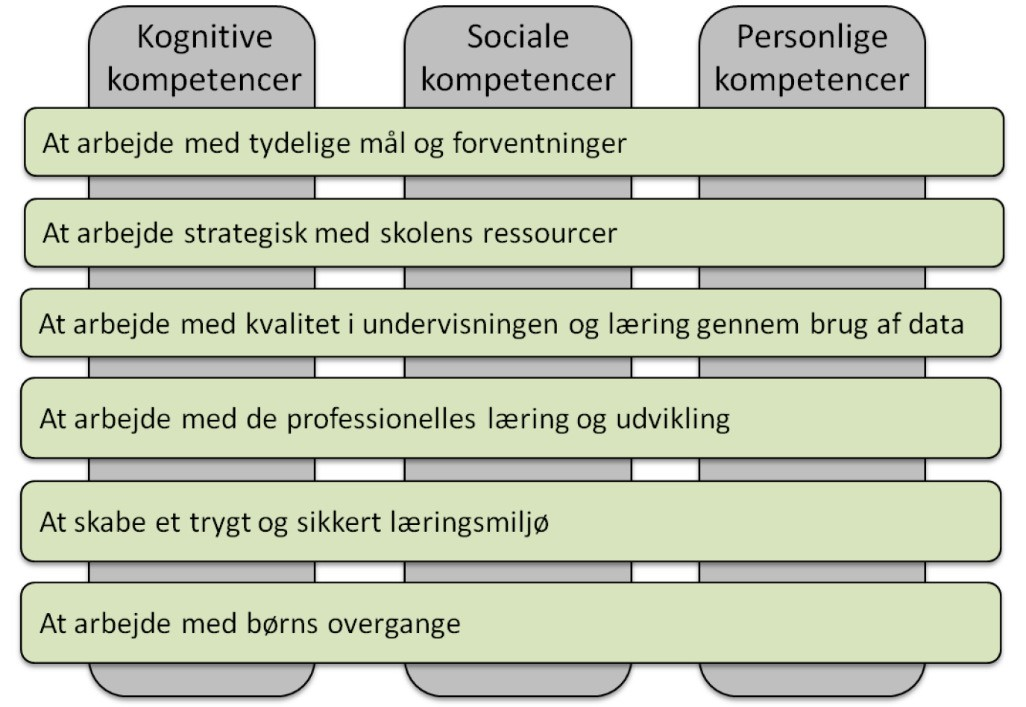 Kognitive
kompetencer
Sociale
kompetencer
Personlige
kompetencer
At arbejde med tydelige mål og forventninger
At arbejde strategisk med skolens ressourcer
At arbejde med kvalitet i undervisningen og læring gennem brug af data
At arbejde med de professionelles læring og udvikling
At skabe et trygt og sikkert læringsmiljø
At arbejde med børns overgange